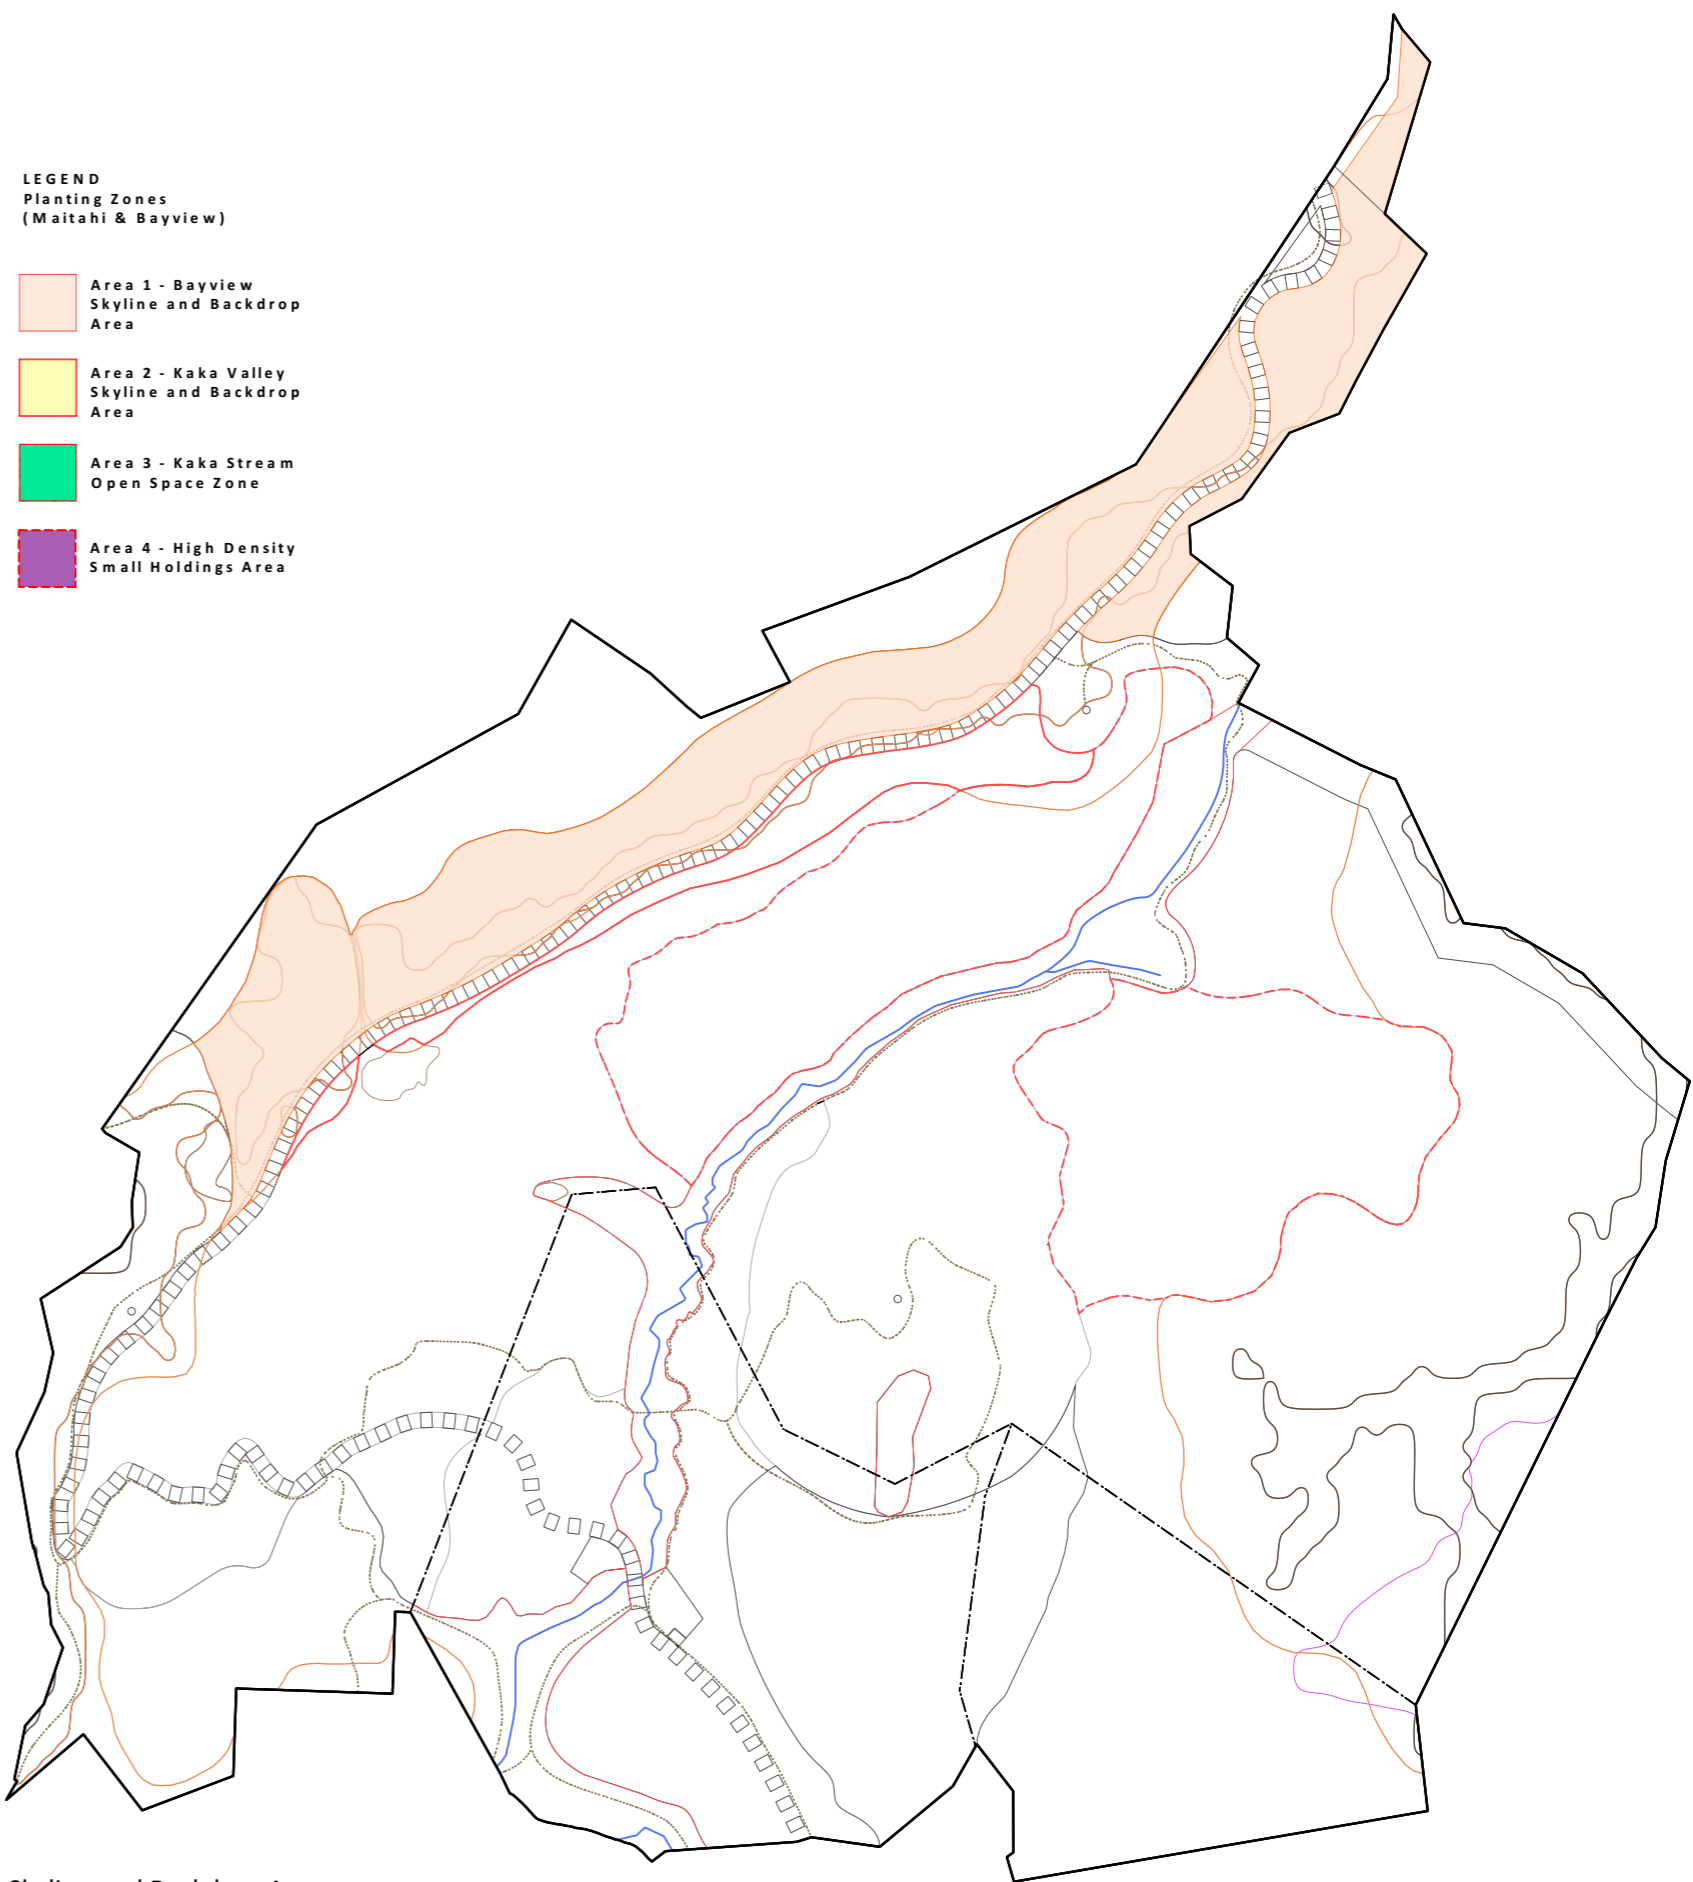 LEGEND
Planting Zones
(Maitahi & Bayview)
Area 1 - Bayview
Skyline and Backdrop
Area
Area 2 - Kaka Valley
Skyline and Backdrop
Area
Area 3 - Kaka Stream
Open Space Zone
Area 4 - High Density
Small Holdings Area